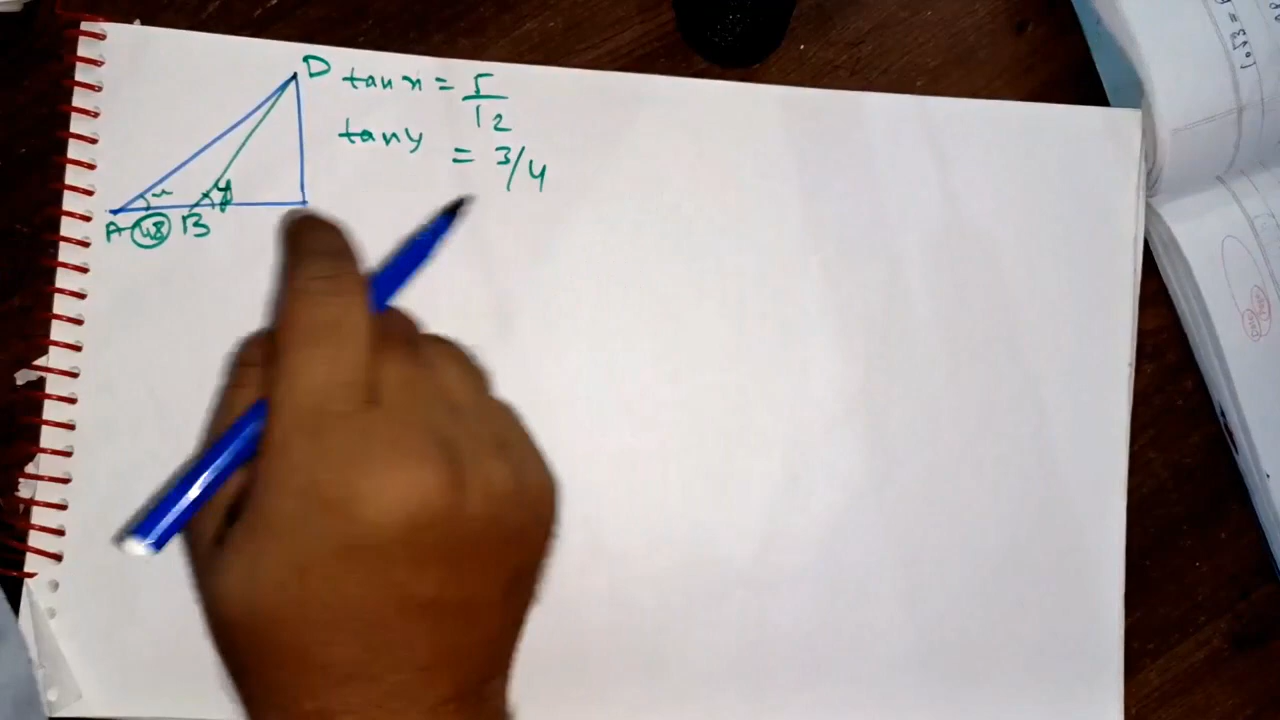 D
tan x = 5/12
tan y = 3/4
x y
A 48 B